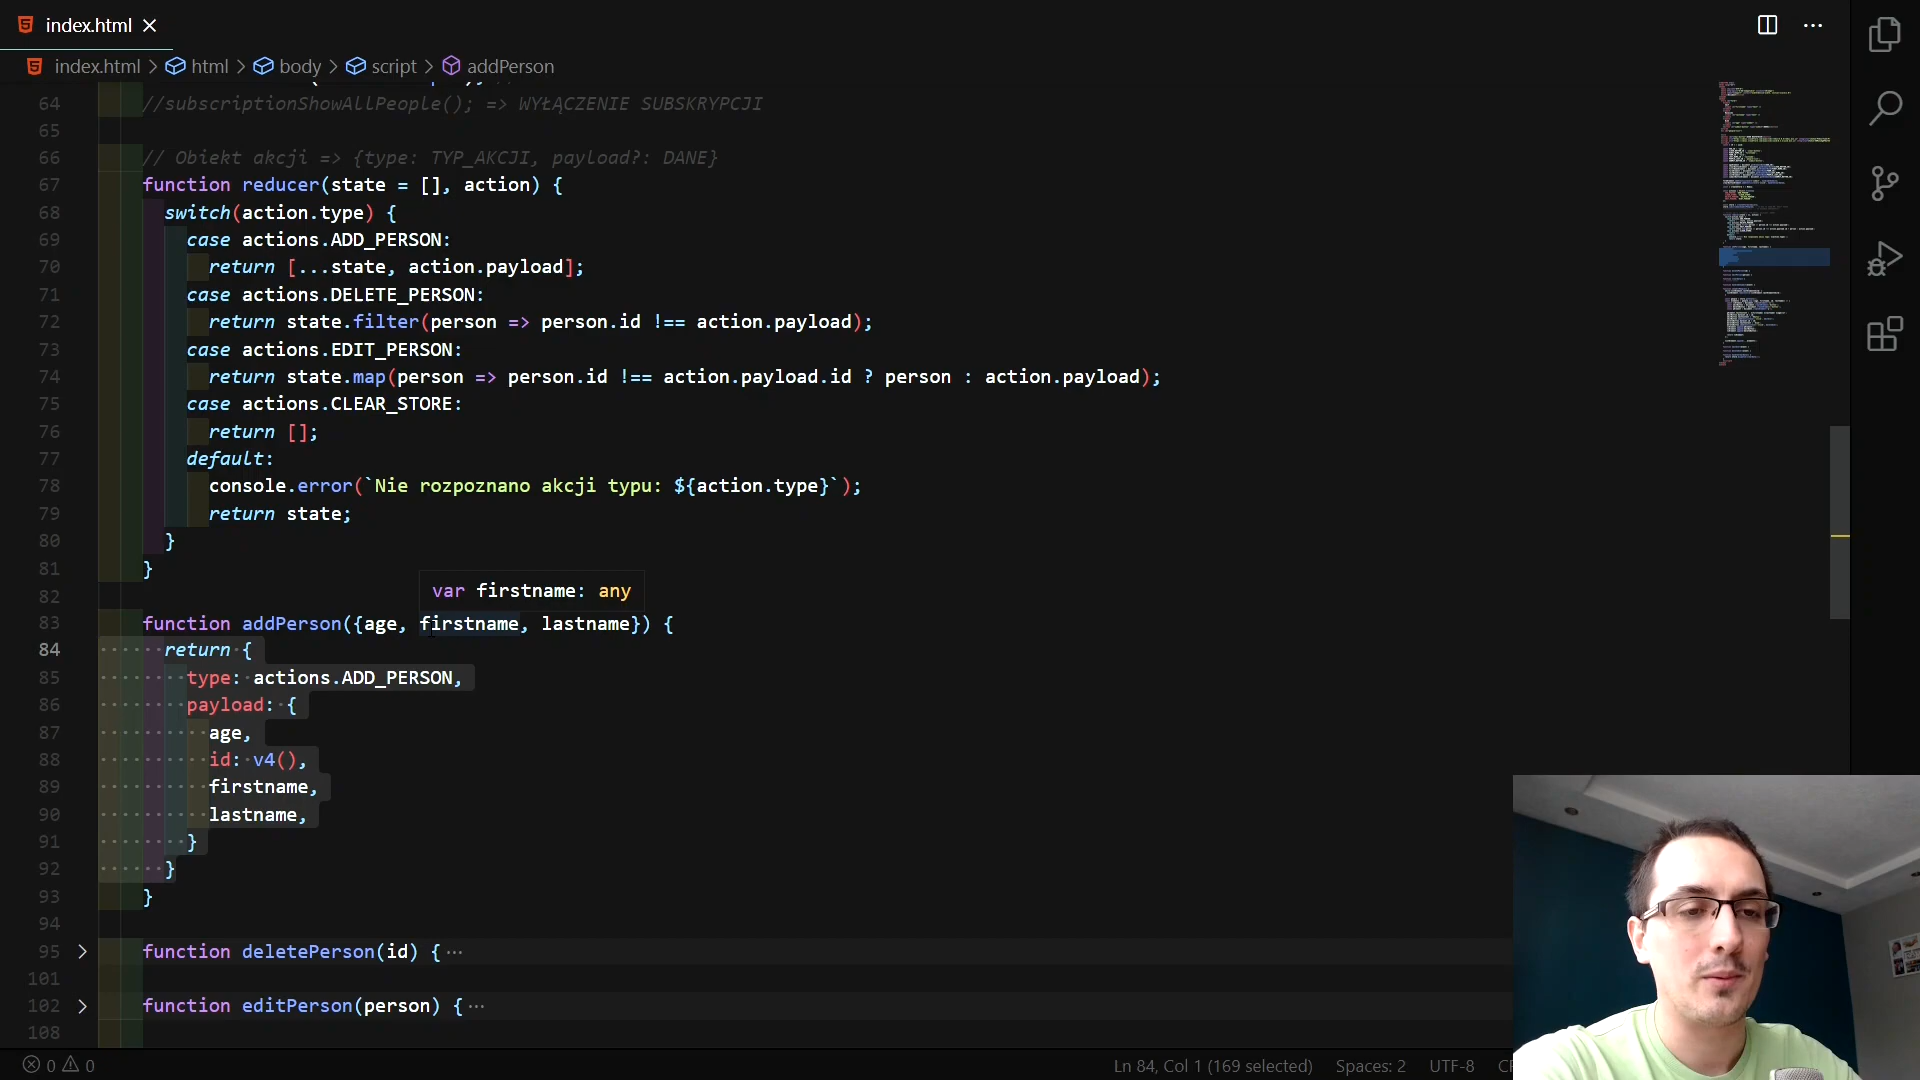 index.html
index.html > html > body > script > addPerson
64 //subscriptionShowAllPeople(); => WYŁĄCZENIE SUBSKRYPCJI
65
66 // Obiekt akcji => {type: TYP_AKCJI, payload?: DANE}
67 function reducer(state = [], action) {
68 switch(action.type) {
69 case actions.ADD_PERSON:
70 return [...state, action.payload];
71 case actions.DELETE_PERSON:
72 return state.filter(person => person.id !== action.payload);
73 case actions.EDIT_PERSON:
74 return state.map(person => person.id !== action.payload.id ? person : action.payload);
75 case actions.CLEAR_STORE:
76 return [];
77 default:
78 console.error(`Nie rozpoznano akcji typu: ${action.type}`);
79 return state;
80 }
81 }
var firstname: any
82
83 function addPerson({age, firstname, lastname}) {
84 return {
85 type: actions.ADD_PERSON,
86 payload: {
87 age,
88 id: v4(),
89 firstname,
90 lastname,
91 }
92 }
93 }
94
95 function deletePerson(id) {···
101
102 function editPerson(person) {···
108
0 0 Ln 84, Col 1 (169 selected) Spaces: 2 UTF-8